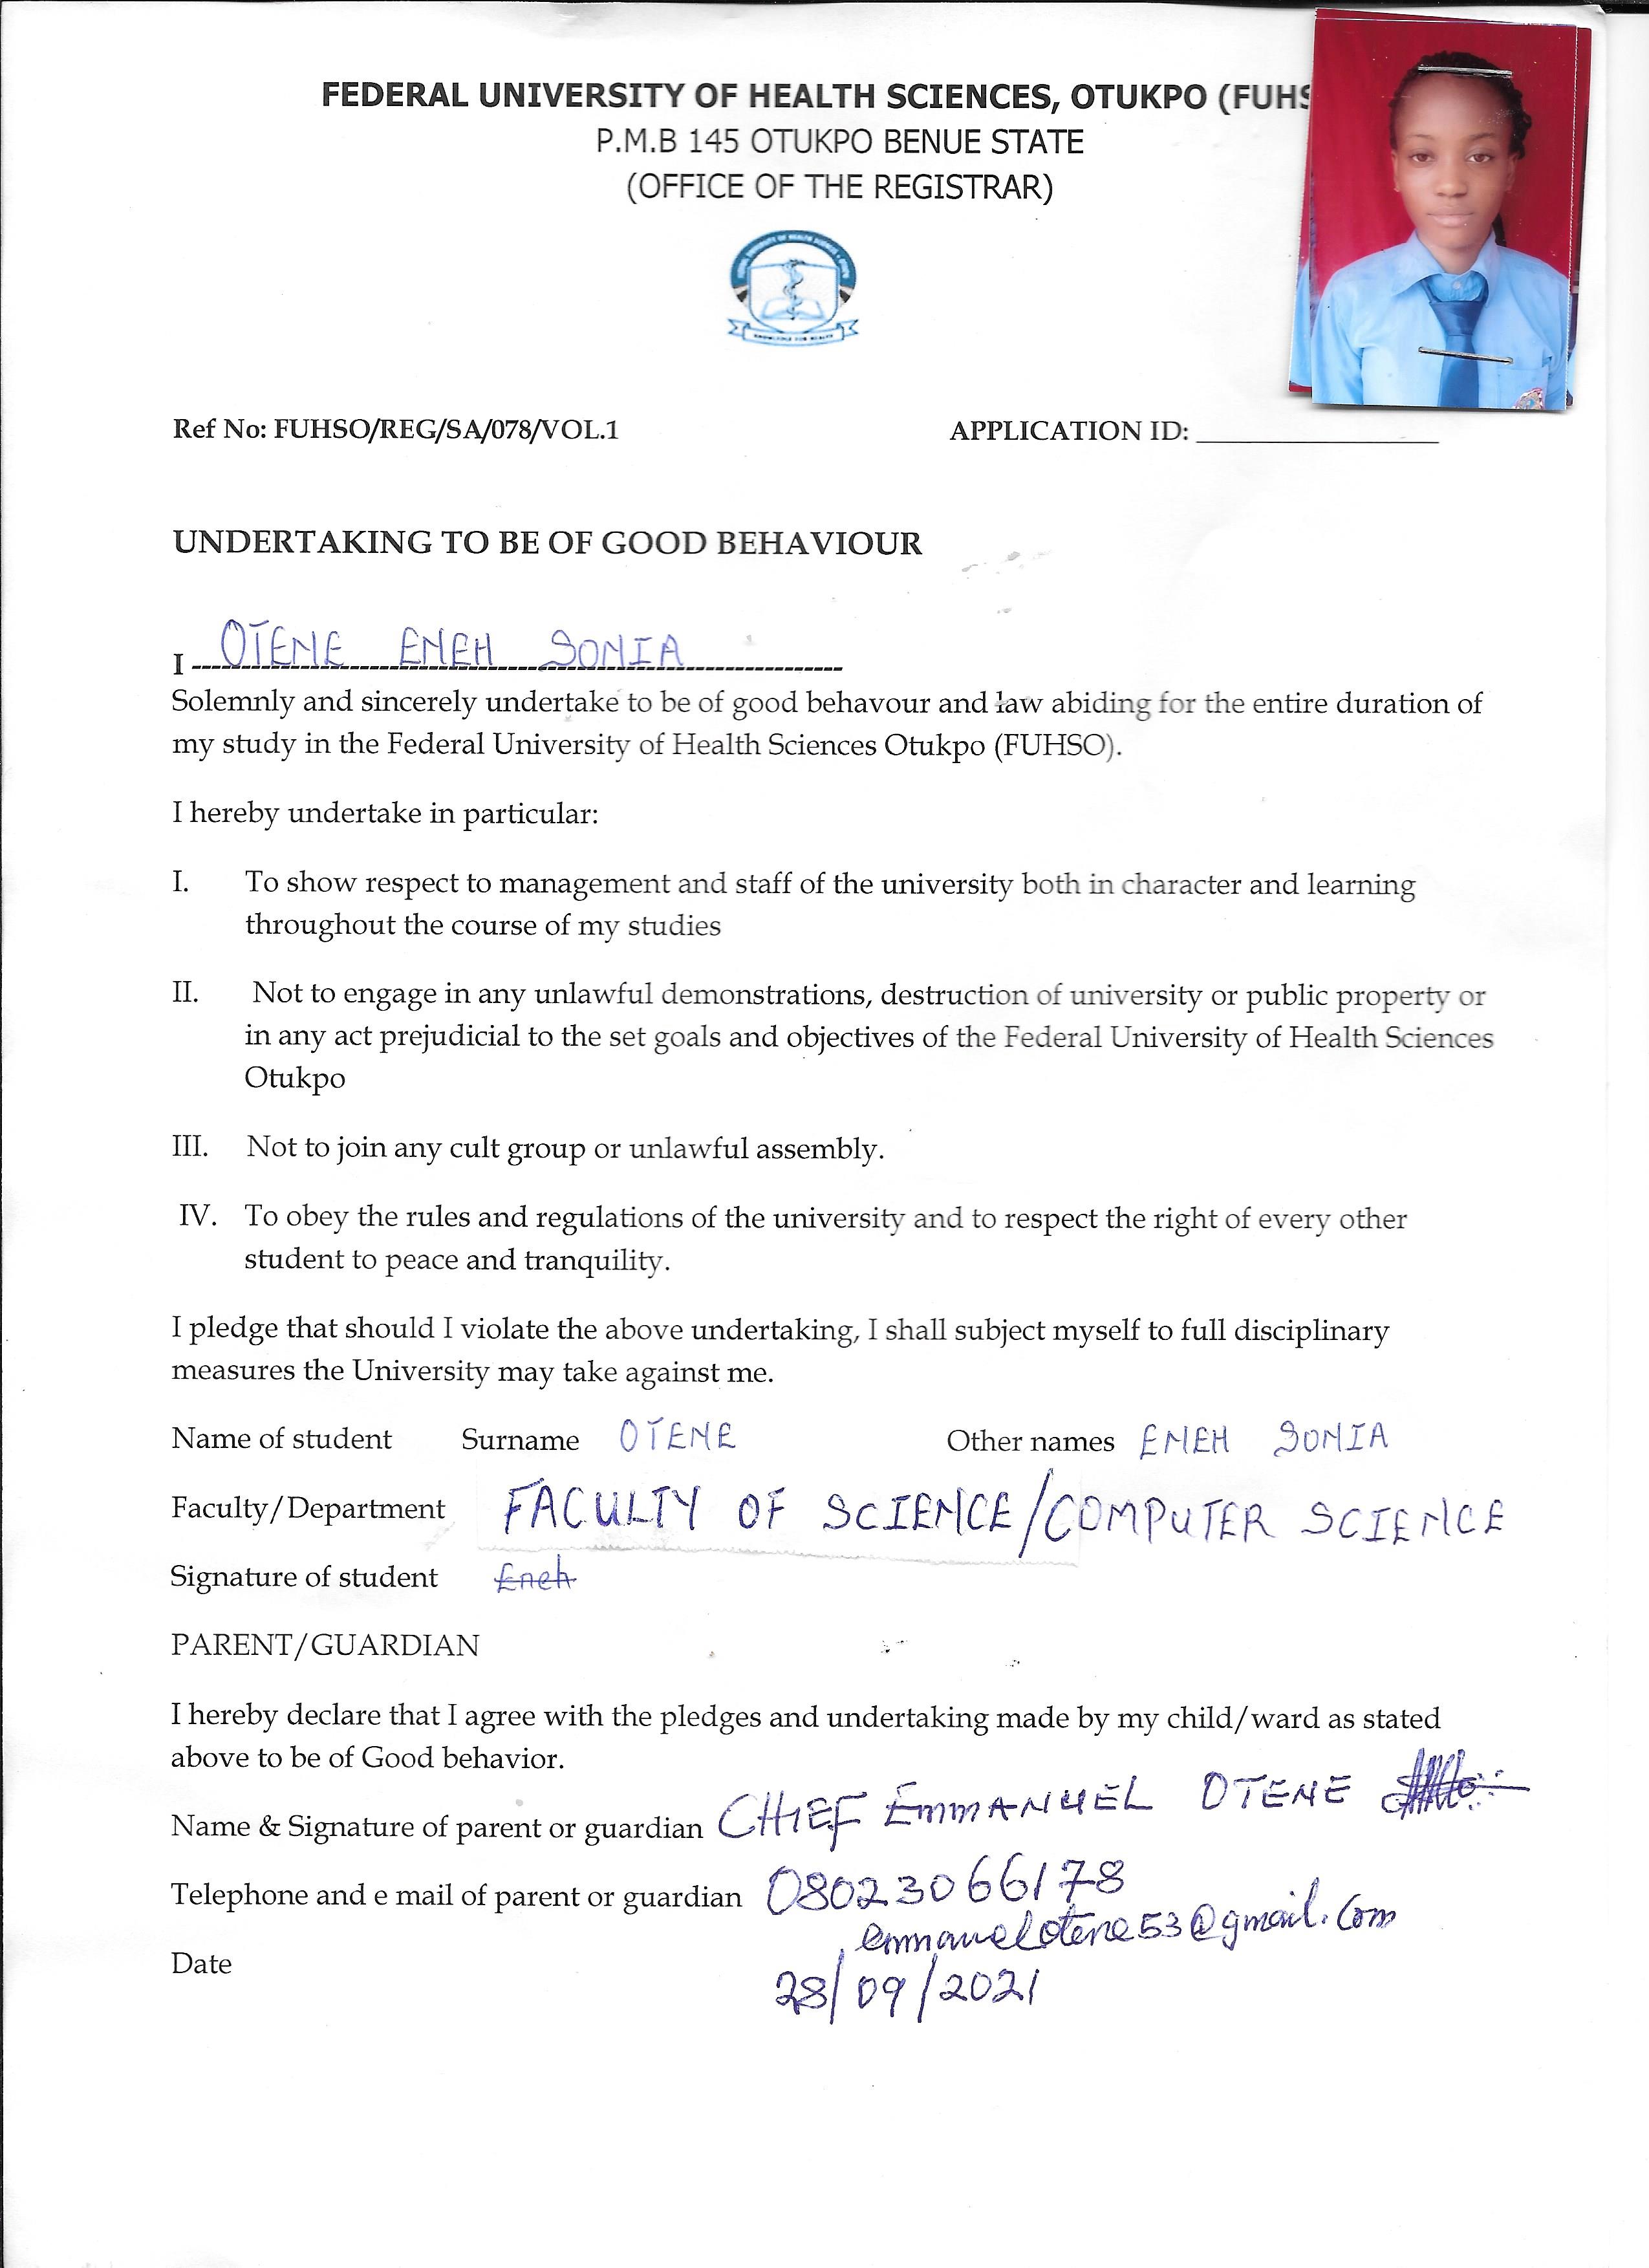 FEDERAL UNIVERSITY OF HEALTH SCIENCES, OTUKPO (FUHS
P.M.B 145 OTUKPO BENUE STATE
(OFFICE OF THE REGISTRAR)
KNOWLEDGE FOR HEALTH
Ref No: FUHSO/REG/SA/078/VOL.1 APPLICATION ID: ________________
UNDERTAKING TO BE OF GOOD BEHAVIOUR
I OTENE ENEH SONIA
Solemnly and sincerely undertake to be of good behavour and law abiding for the entire duration of
my study in the Federal University of Health Sciences Otukpo (FUHSO).
I hereby undertake in particular:
I. To show respect to management and staff of the university both in character and learning
throughout the course of my studies
II. Not to engage in any unlawful demonstrations, destruction of university or public property or
in any act prejudicial to the set goals and objectives of the Federal University of Health Sciences
Otukpo
III. Not to join any cult group or unlawful assembly.
IV. To obey the rules and regulations of the university and to respect the right of every other
student to peace and tranquility.
I pledge that should I violate the above undertaking, I shall subject myself to full disciplinary
measures the University may take against me.
Name of student Surname OTENE Other names ENEH SONIA
Faculty/Department FACULTY OF SCIENCE/COMPUTER SCIENCE
Signature of student Eneh
PARENT/GUARDIAN
I hereby declare that I agree with the pledges and undertaking made by my child/ward as stated
above to be of Good behavior.
Name & Signature of parent or guardian CHIEF EmmANUEL OTENE
Telephone and e mail of parent or guardian 08023066178
emmanuelotene53@gmail.com
Date 28/09/2021